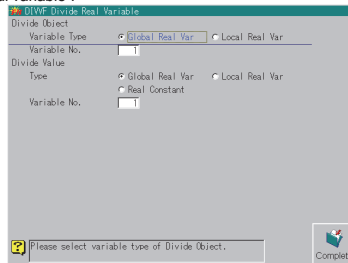 DIVVF Divide Real Variable
Divide Object
Variable Type Global Real Var Local Real Var
Variable No. 1
Divide Value
Type Global Real Var Local Real Var
Real Constant
Variable No. 1
Please select variable type of Divide Object.
Complet